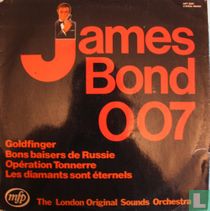 James
Bond
007
Goldfinger
Bons baisers de Russie
Opération Tonnerre
Les diamants sont éternels
mfp
The London Original Sounds Orchestra